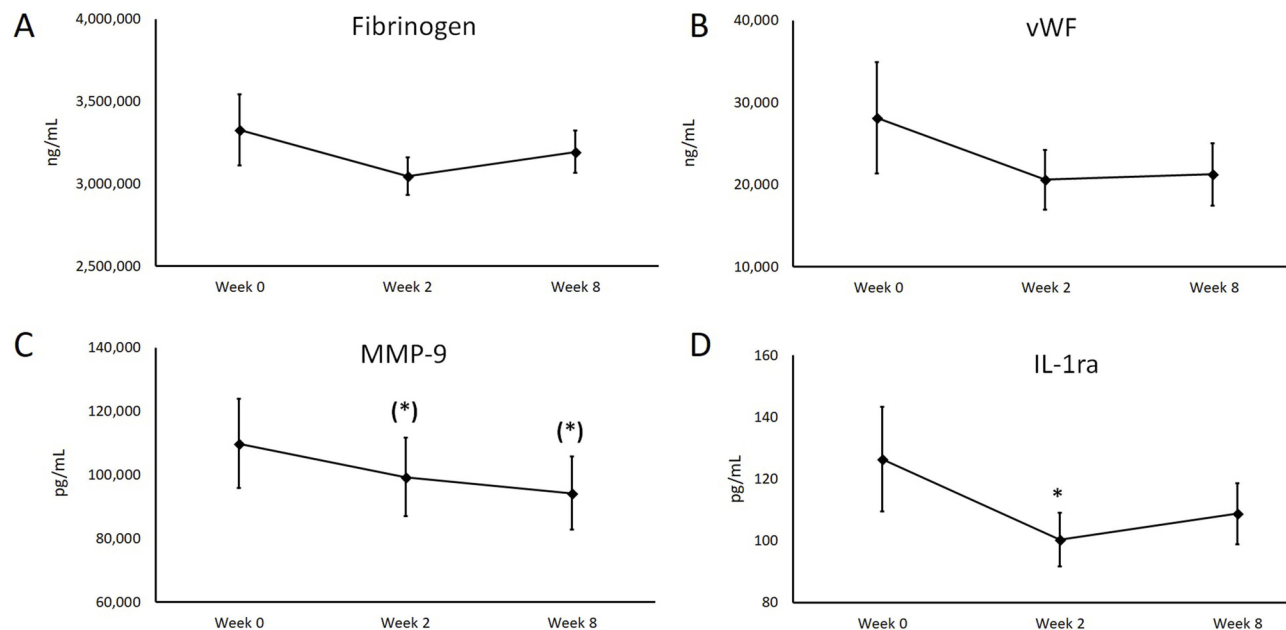 A
Fibrinogen
4,000,000
3,500,000
3,000,000
2,500,000
ng/mL
Week 0 Week 2 Week 8
B
vWF
40,000
30,000
20,000
10,000
ng/mL
Week 0 Week 2 Week 8
C
MMP-9
140,000
120,000
100,000
80,000
60,000
pg/mL
(*)
(*)
Week 0 Week 2 Week 8
D
IL-1ra
160
140
120
100
80
pg/mL
*
Week 0 Week 2 Week 8